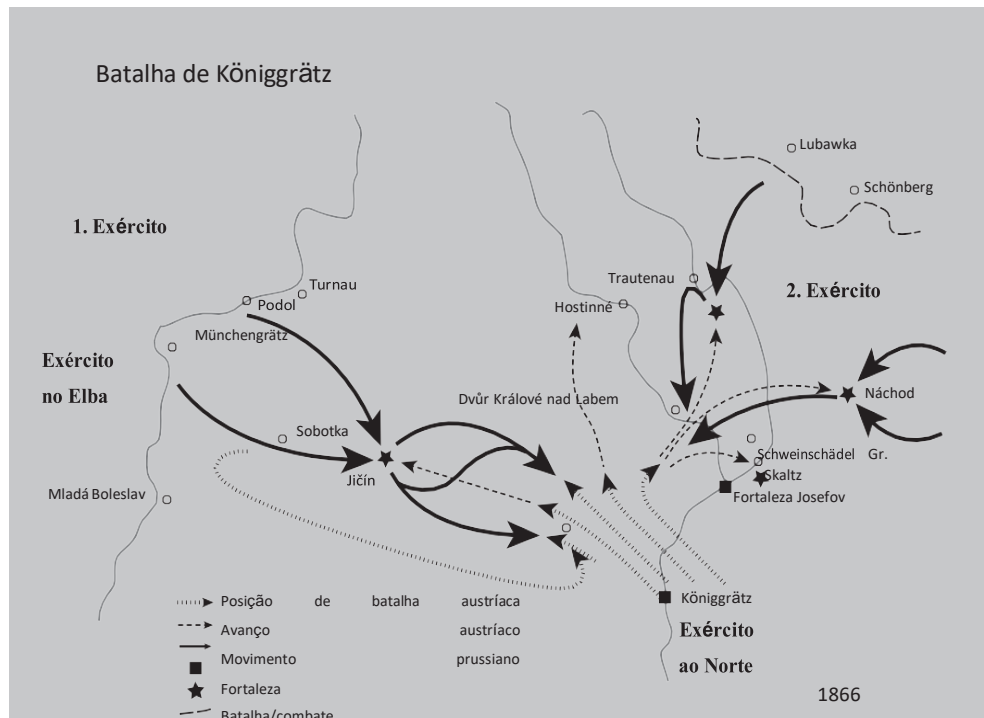 Batalha de Königgrätz
Lubawka
Schönberg
1. Exército
Trautenau
Turnau
2. Exército
Podol
Hostinné
Münchengrätz
Exército
no Elba
Náchod
Dvůr Králové nad Labem
Sobotka
Schweinschädel
Gr.
Skaltz
Jičín
Mladá Boleslav
Fortaleza Josefov
Königgrätz
Posição de batalha austríaca
Avanço austríaco
Exército
ao Norte
Movimento prussiano
Fortaleza
1866
Batalha/combate